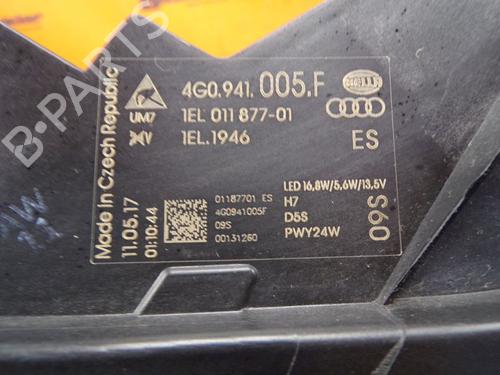 B-PARTS
4G0.941.005.F
UM7
1EL 011 877-01
1EL.1946
ES
Made in Czech Republic
11.05.17
01:10:44
01187701 ES
4G0941005F
09S
00131260
LED 16,8W/5,6W/13,5V
H7
D5S
PWY24W
09S